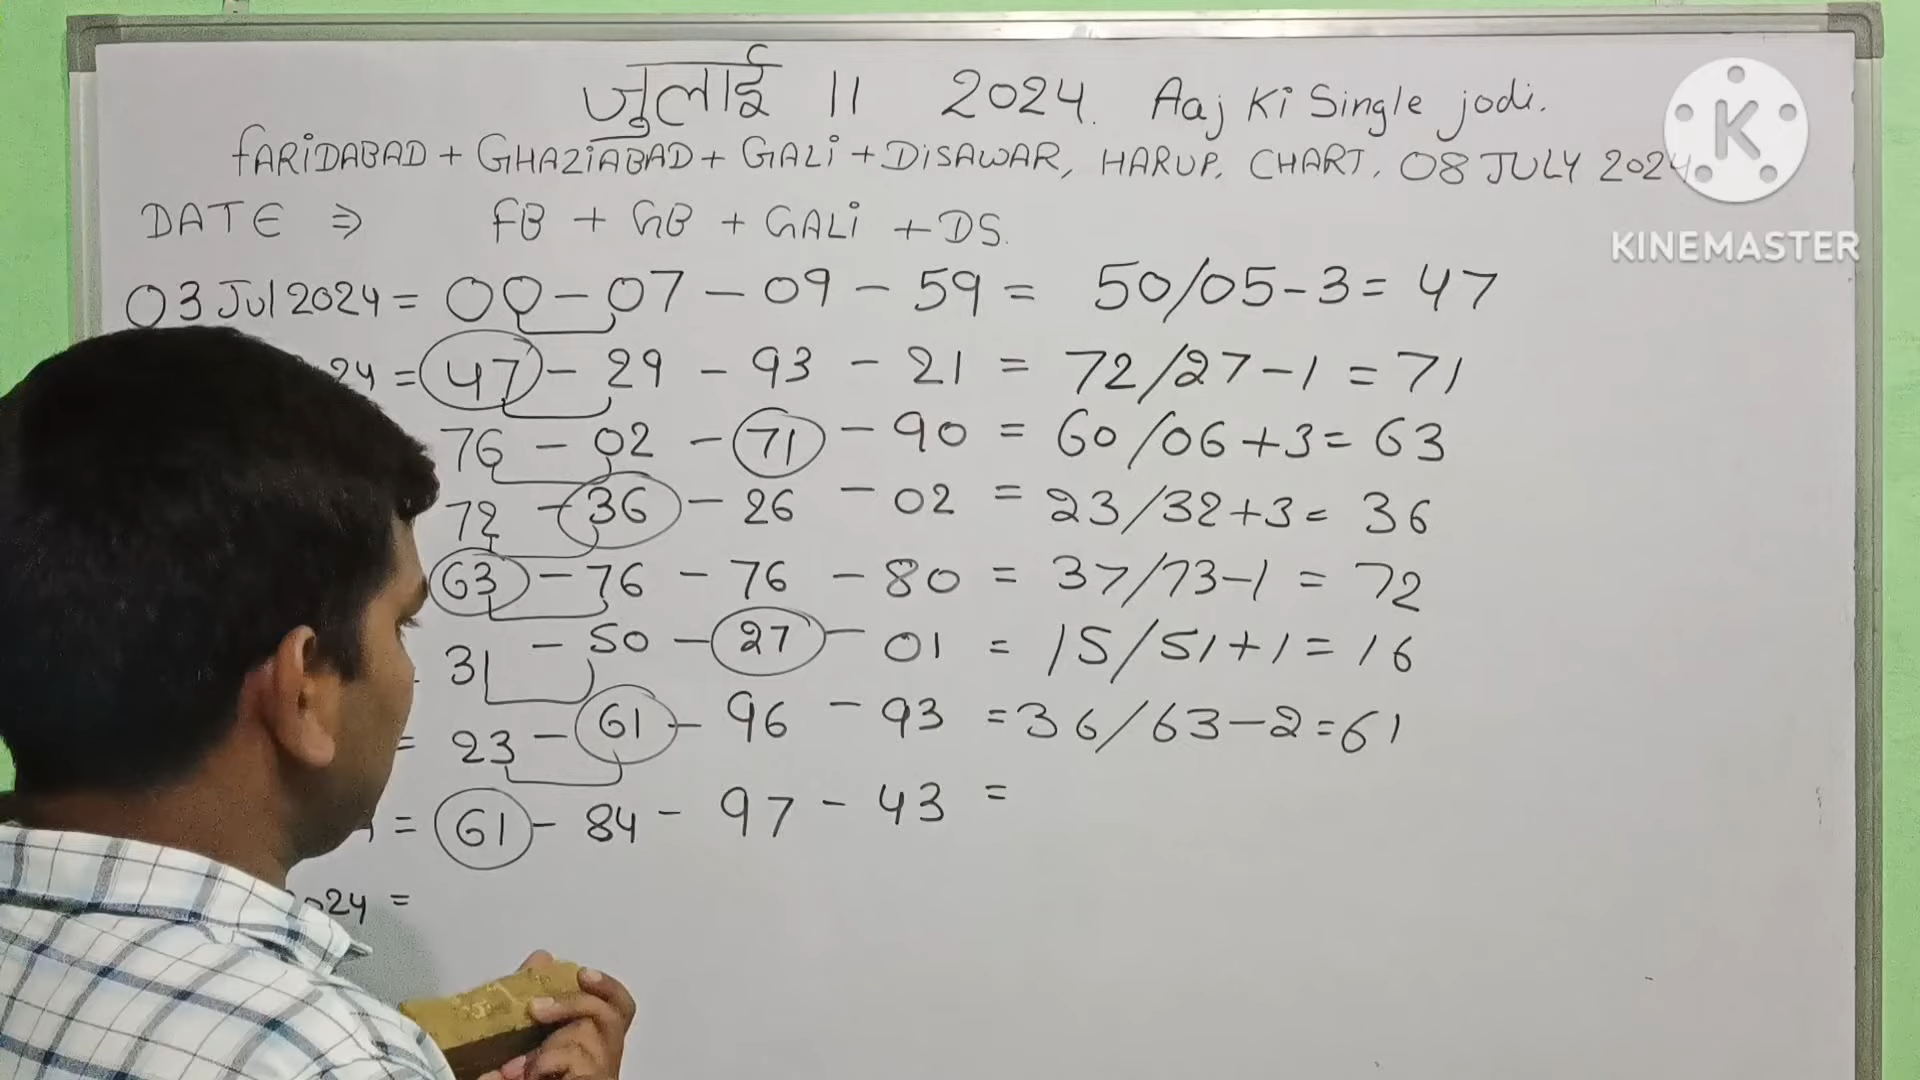 जुलाई 11 2024. Aaj Ki Single jodi.
FARIDABAD + GHAZIABAD + GALI + DISAWAR, HARUP, CHART, 08 JULY 2024
KINEMASTER
DATE ⇒ FB + GB + GALI + DS.
03 Jul 2024 = 00 - 07 - 09 - 59 = 50/05-3 = 47
24 = 47 - 29 - 93 - 21 = 72/27-1 = 71
76 - 02 - 71 - 90 = 60/06+3 = 63
72 - 36 - 26 - 02 = 23/32+3 = 36
63 - 76 - 76 - 80 = 37/73-1 = 72
31 - 50 - 27 - 01 = 15/51+1 = 16
= 23 - 61 - 96 - 93 = 36/63-2 = 61
= 61 - 84 - 97 - 43 =
024 =